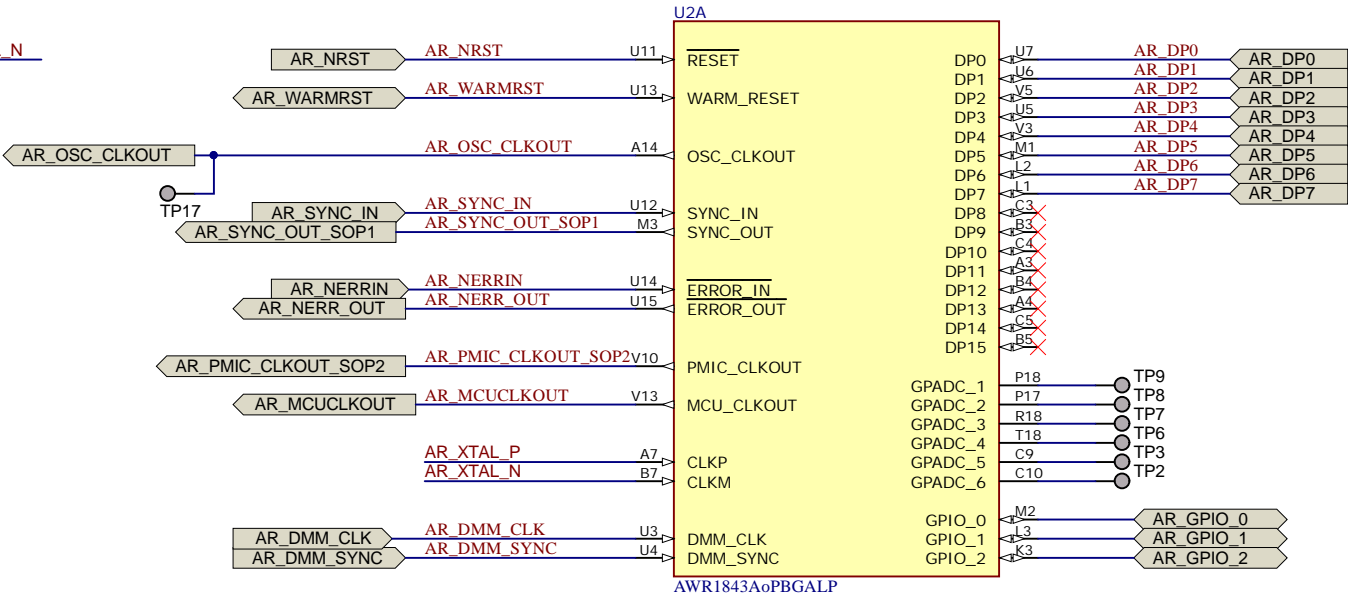 U2A
_N
AR_NRST AR_NRST U11 RESET DP0 U7 AR_DP0 AR_DP0
DP1 U6 AR_DP1 AR_DP1
AR_WARMRST AR_WARMRST U13 WARM_RESET DP2 V5 AR_DP2 AR_DP2
DP3 U5 AR_DP3 AR_DP3
DP4 V3 AR_DP4 AR_DP4
AR_OSC_CLKOUT AR_OSC_CLKOUT A14 OSC_CLKOUT DP5 M1 AR_DP5 AR_DP5
DP6 L2 AR_DP6 AR_DP6
TP17 DP7 L1 AR_DP7 AR_DP7
AR_SYNC_IN AR_SYNC_IN U12 SYNC_IN DP8 C3
AR_SYNC_OUT_SOP1 AR_SYNC_OUT_SOP1 M3 SYNC_OUT DP9 B3
DP10 C4
DP11 A3
AR_NERRIN AR_NERRIN U14 ERROR_IN DP12 B4
AR_NERR_OUT AR_NERR_OUT U15 ERROR_OUT DP13 A4
DP14 C5
DP15 B5
AR_PMIC_CLKOUT_SOP2 AR_PMIC_CLKOUT_SOP2 V10 PMIC_CLKOUT
GPADC_1 P18 TP9
AR_MCUCLKOUT AR_MCUCLKOUT V13 MCU_CLKOUT GPADC_2 P17 TP8
GPADC_3 R18 TP7
GPADC_4 T18 TP6
AR_XTAL_P A7 CLKP GPADC_5 C9 TP3
AR_XTAL_N B7 CLKM GPADC_6 C10 TP2
GPIO_0 M2 AR_GPIO_0
AR_DMM_CLK AR_DMM_CLK U3 DMM_CLK GPIO_1 L3 AR_GPIO_1
AR_DMM_SYNC AR_DMM_SYNC U4 DMM_SYNC GPIO_2 K3 AR_GPIO_2
AWR1843AoPBGALP